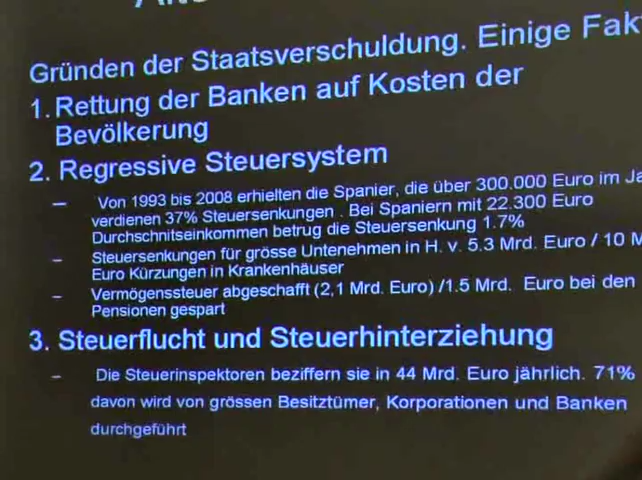 Gründen der Staatsverschuldung. Einige
1. Rettung der Banken auf Kosten der
Bevölkerung
2. Regressive Steuersystem
– Von 1993 bis 2008 erhielten die Spanier, die über 300.000 Euro im
verdienen 37% Steuersenkungen . Bei Spaniern mit 22.300 Euro
Durchschnitseinkommen betrug die Steuersenkung 1.7%
– Steuersenkungen für grösse Untenehmen in H. v. 5.3 Mrd. Euro / 10
Euro Kürzungen in Krankenhäuser
– Vermögenssteuer abgeschafft (2,1 Mrd. Euro) /1.5 Mrd. Euro bei den
Pensionen gespart
3. Steuerflucht und Steuerhinterziehung
– Die Steuerinspektoren beziffern sie in 44 Mrd. Euro jährlich. 71%
davon wird von grössen Besitztümer, Korporationen und Banken
durchgeführt